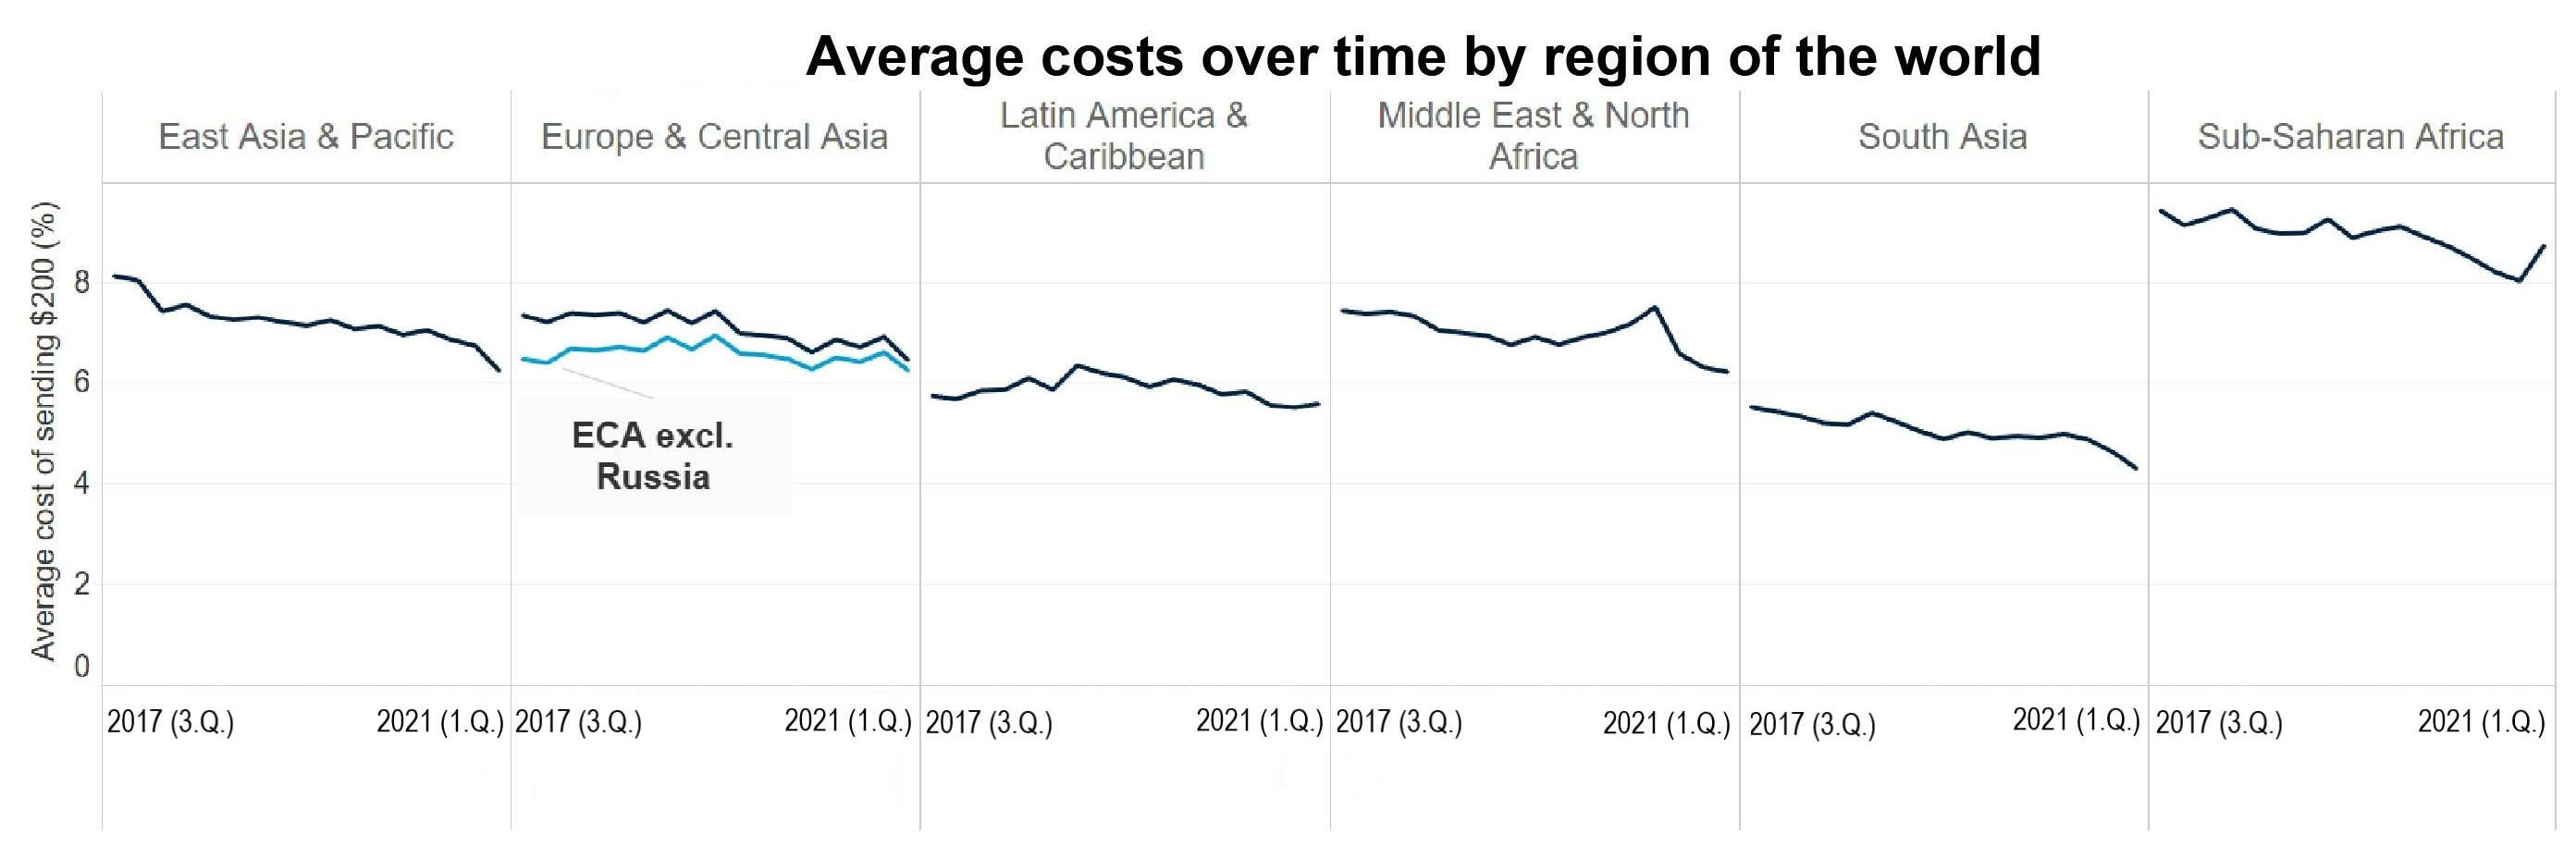 Average costs over time by region of the world
East Asia & Pacific
Europe & Central Asia
Latin America &
Caribbean
Middle East & North
Africa
South Asia
Sub-Saharan Africa
Average cost of sending $200 (%)
8
6
4
2
0
ECA excl.
Russia
2017 (3.Q.)
2021 (1.Q.)
2017 (3.Q.)
2021 (1.Q.)
2017 (3.Q.)
2021 (1.Q.)
2017 (3.Q.)
2021 (1.Q.)
2017 (3.Q.)
2021 (1.Q.)
2017 (3.Q.)
2021 (1.Q.)